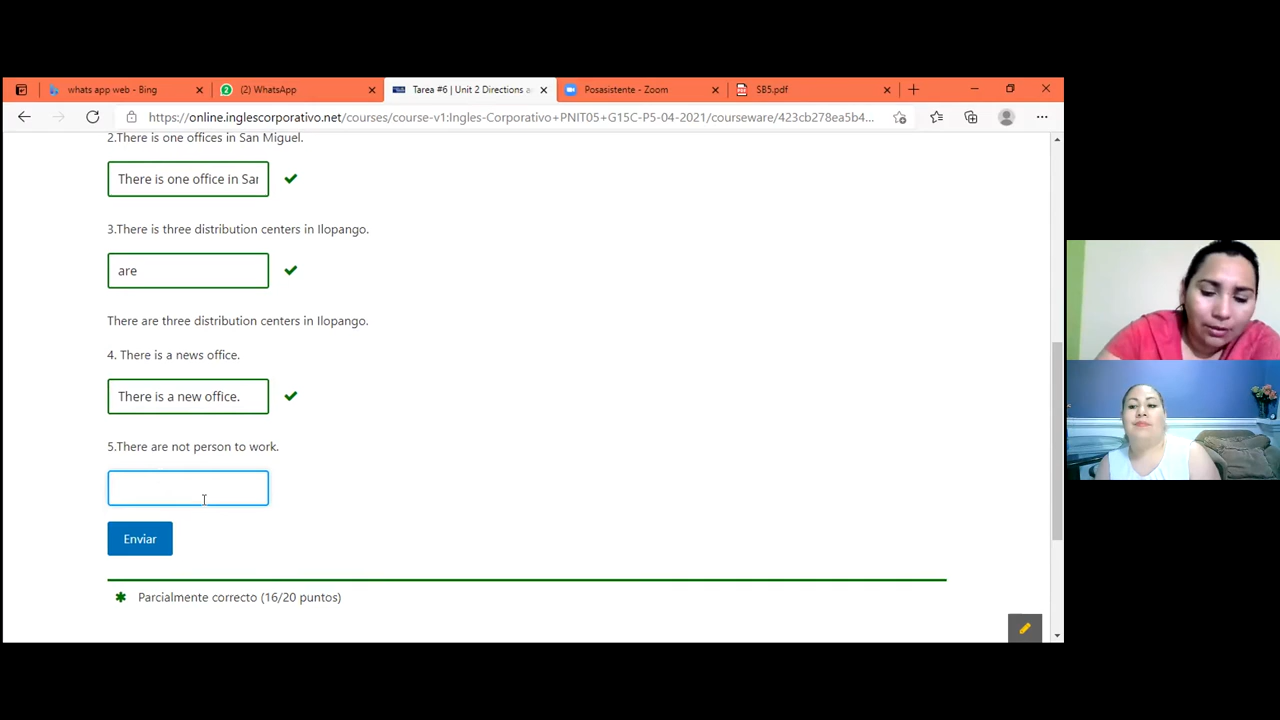 whats app web - Bing
(2) WhatsApp
Tarea #6 | Unit 2 Directions a
Posasistente - Zoom
SB5.pdf
https://online.inglescorporativo.net/courses/course-v1:Ingles-Corporativo+PNIT05+G15C-P5-04-2021/courseware/423cb278ea5b4...
2.There is one offices in San Miguel.
There is one office in Sar
3.There is three distribution centers in Ilopango.
are
There are three distribution centers in Ilopango.
4. There is a news office.
There is a new office.
5.There are not person to work.
Enviar
Parcialmente correcto (16/20 puntos)